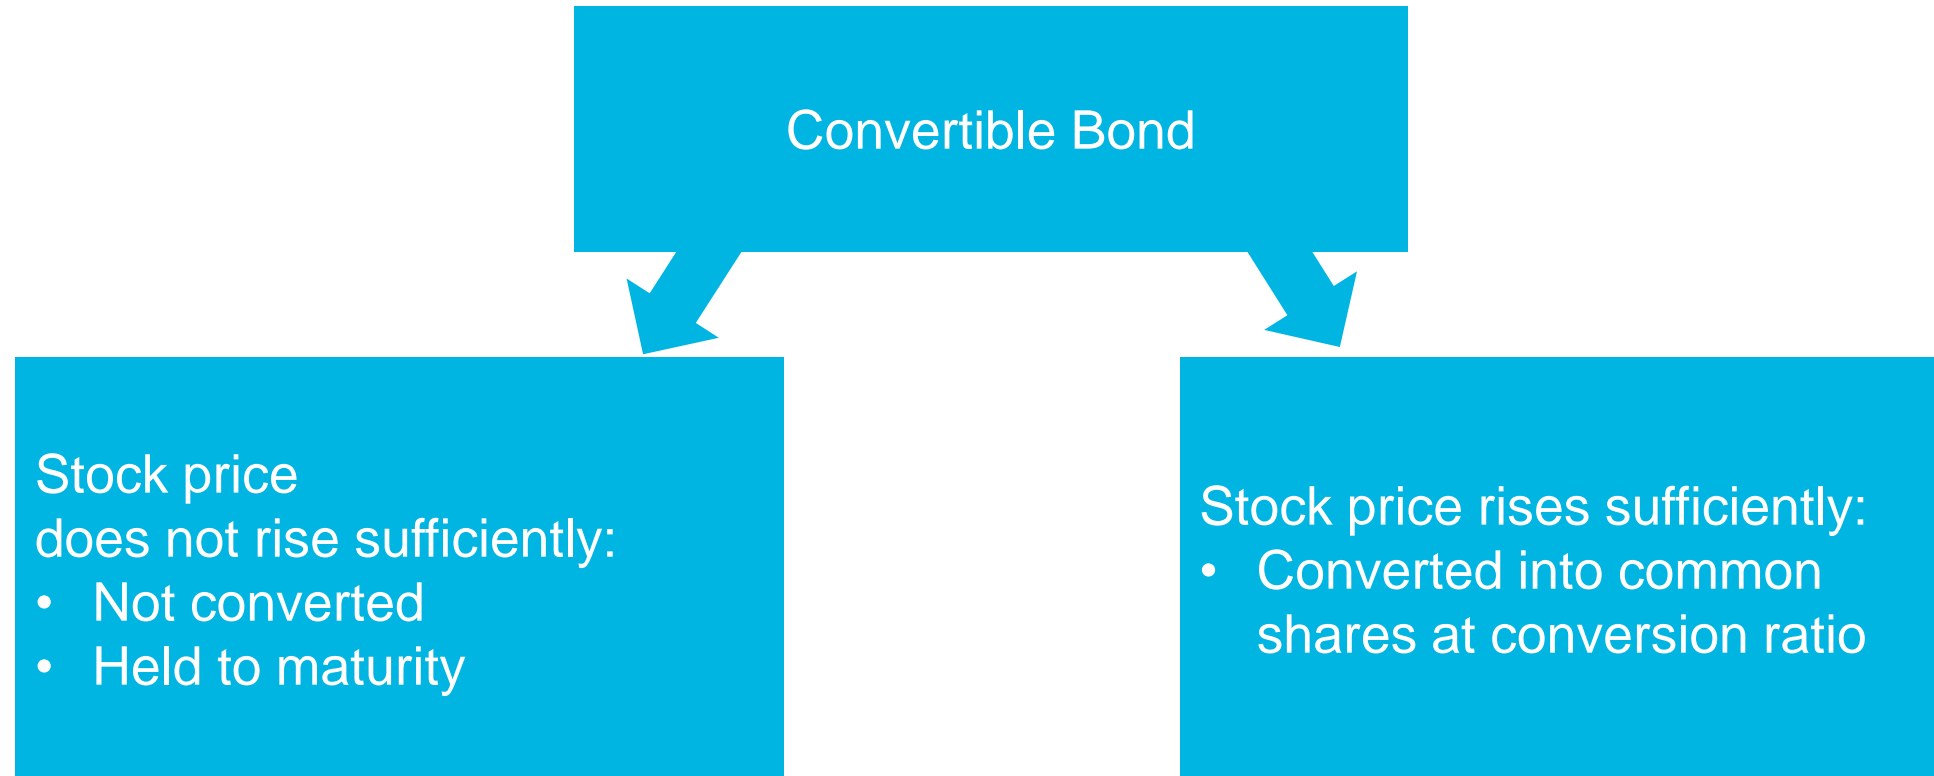 Convertible Bond
Stock price
does not rise sufficiently:
• Not converted
• Held to maturity
Stock price rises sufficiently:
• Converted into common
shares at conversion ratio